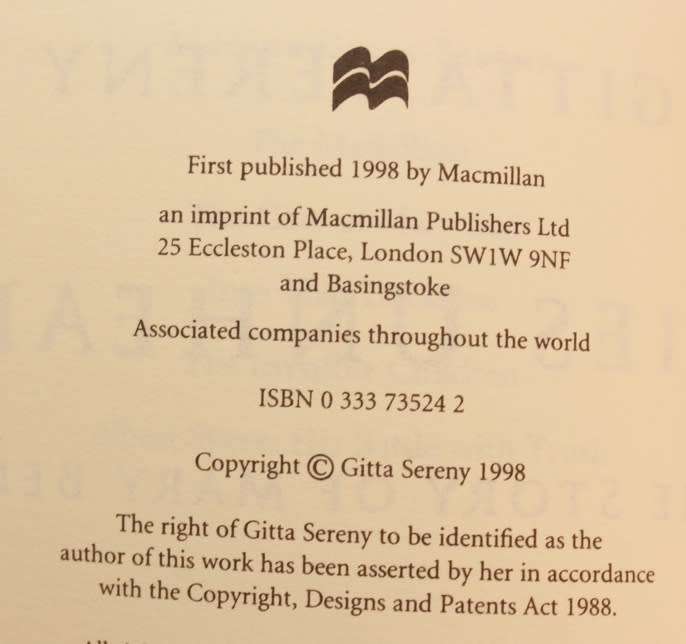 First published 1998 by Macmillan
an imprint of Macmillan Publishers Ltd
25 Eccleston Place, London SW1W 9NF
and Basingstoke
Associated companies throughout the world
ISBN 0 333 73524 2
Copyright © Gitta Sereny 1998
The right of Gitta Sereny to be identified as the
author of this work has been asserted by her in accordance
with the Copyright, Designs and Patents Act 1988.